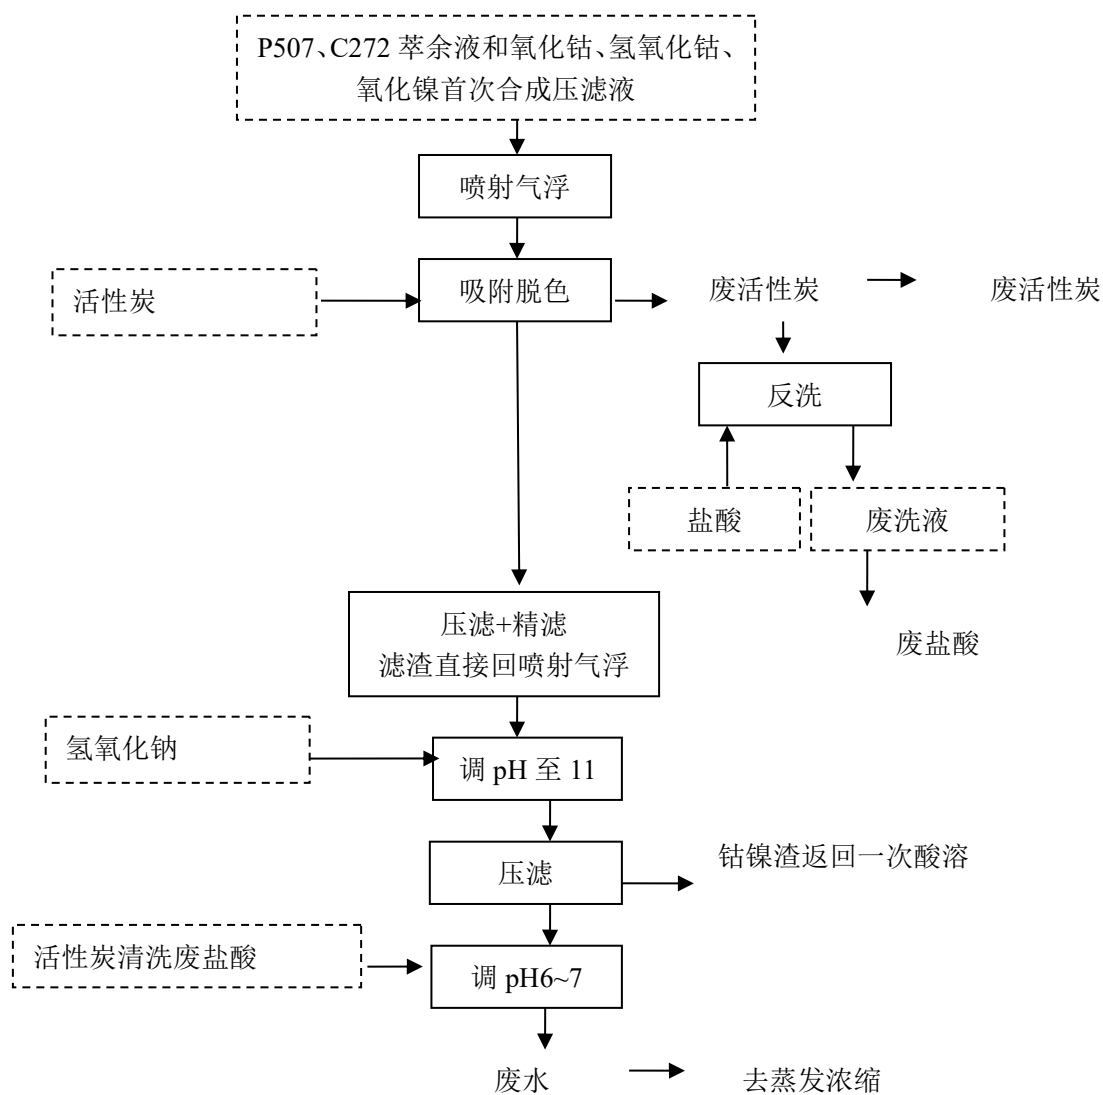 P507、C272 萃余液和氧化钴、氢氧化钴、
氧化镍首次合成压滤液
喷射气浮
活性炭
吸附脱色
废活性炭
废活性炭
反洗
盐酸
废洗液
废盐酸
压滤+精滤
滤渣直接回喷射气浮
氢氧化钠
调 pH 至 11
压滤
钴镍渣返回一次酸溶
活性炭清洗废盐酸
调 pH6~7
废水
去蒸发浓缩